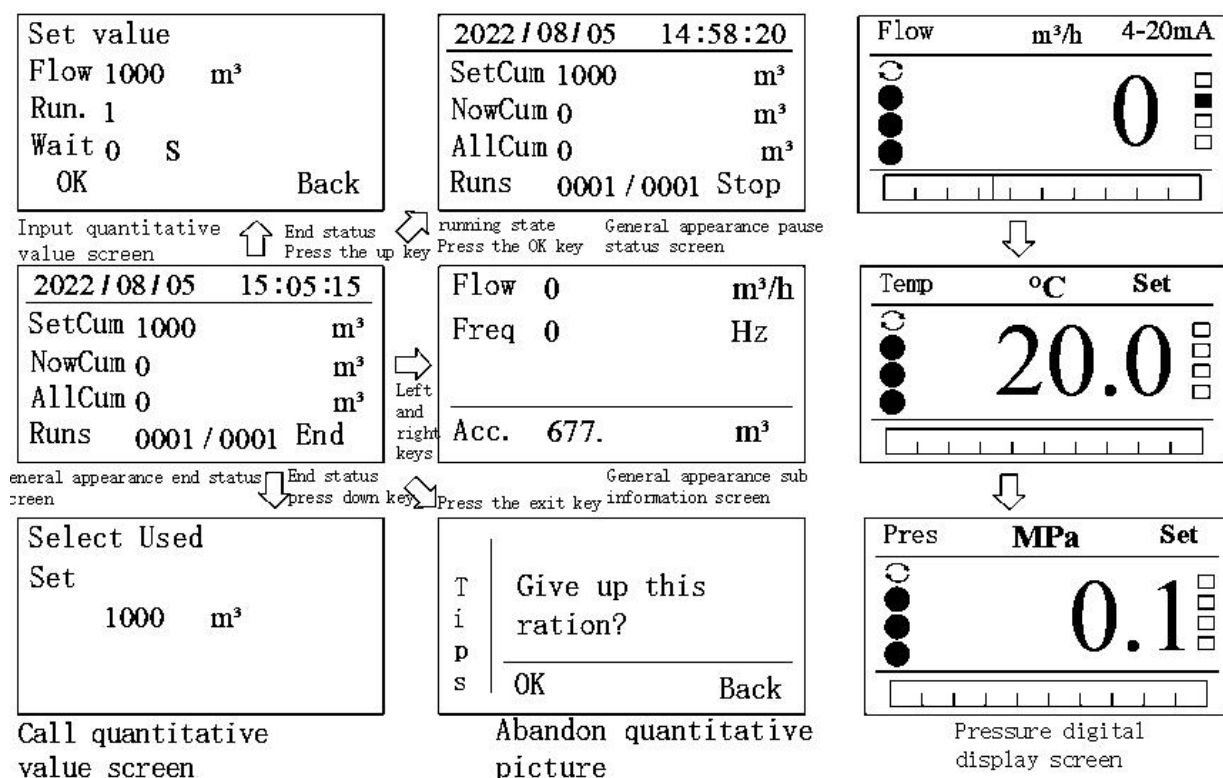 Set value
Flow 1000 m³
Run. 1
Wait 0 S
OK Back
Input quantitative
value screen
End status
Press the up key
2022/08/05 14:58:20
SetCum 1000 m³
NowCum 0 m³
AllCum 0 m³
Runs 0001/0001 Stop
running state
Press the OK key
General appearance pause
status screen
2022/08/05 15:05:15
SetCum 1000 m³
NowCum 0 m³
AllCum 0 m³
Runs 0001/0001 End
eneral appearance end status
creen
End status
press down key
Left
and
right
keys
Flow 0 m³/h
Freq 0 Hz
Acc. 677. m³
General appearance sub
information screen
Press the exit key
Select Used
Set
1000 m³
Call quantitative
value screen
Tips
Give up this
ration?
OK Back
Abandon quantitative
picture
Flow m³/h 4-20mA
0
Temp °C Set
20.0
Pres MPa Set
0.1
Pressure digital
display screen